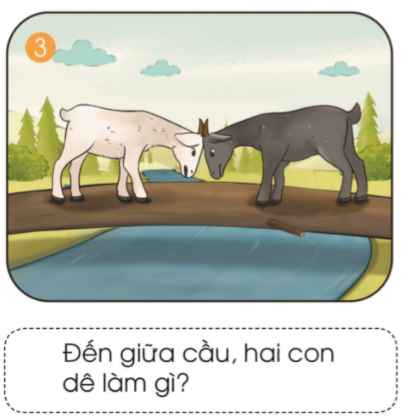 3
Đến giữa cầu, hai con
dê làm gì?